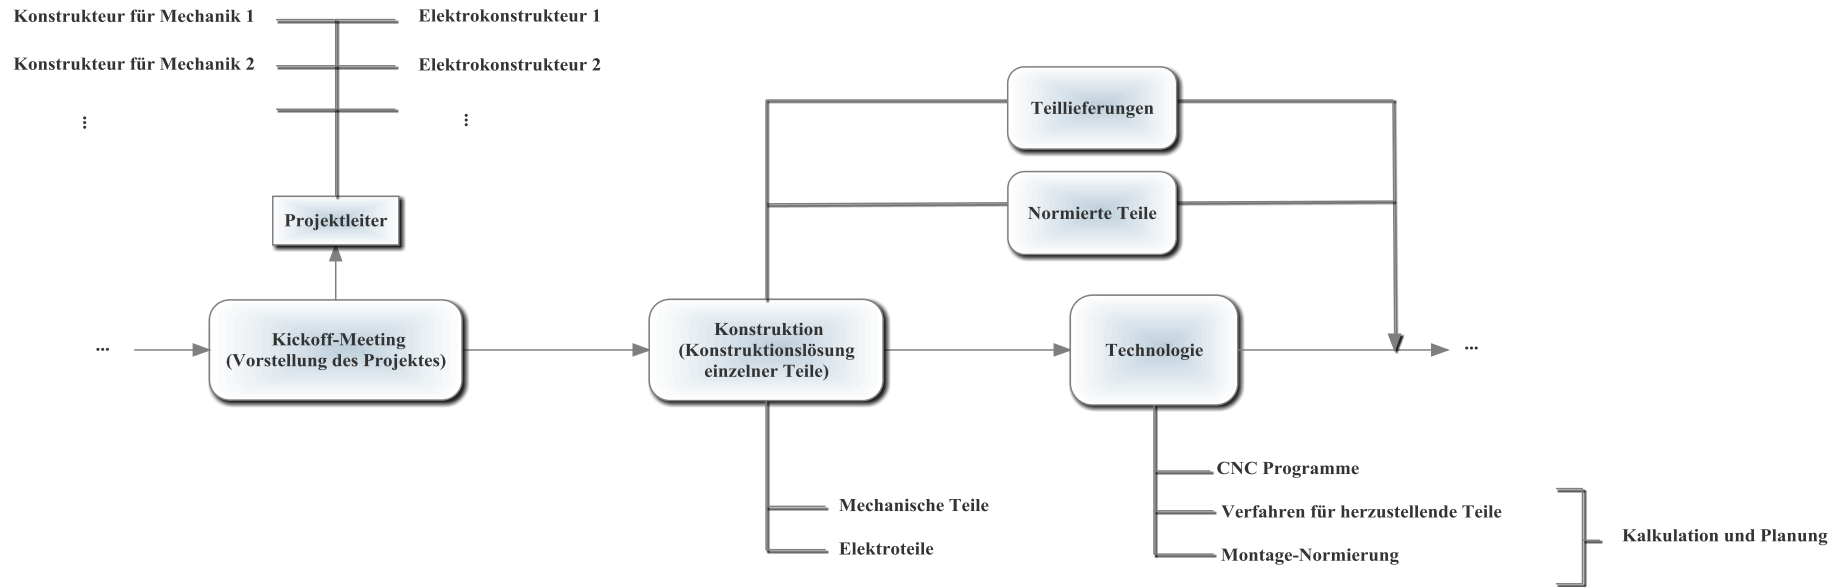 Konstrukteur für Mechanik 1
Elektrokonstrukteur 1
Konstrukteur für Mechanik 2
Elektrokonstrukteur 2
...
...
Projektleiter
Teillieferungen
Normierte Teile
...
Kickoff-Meeting
(Vorstellung des Projektes)
Konstruktion
(Konstruktionslösung
einzelner Teile)
Technologie
...
Mechanische Teile
Elektroteile
CNC Programme
Verfahren für herzustellende Teile
Montage-Normierung
Kalkulation und Planung